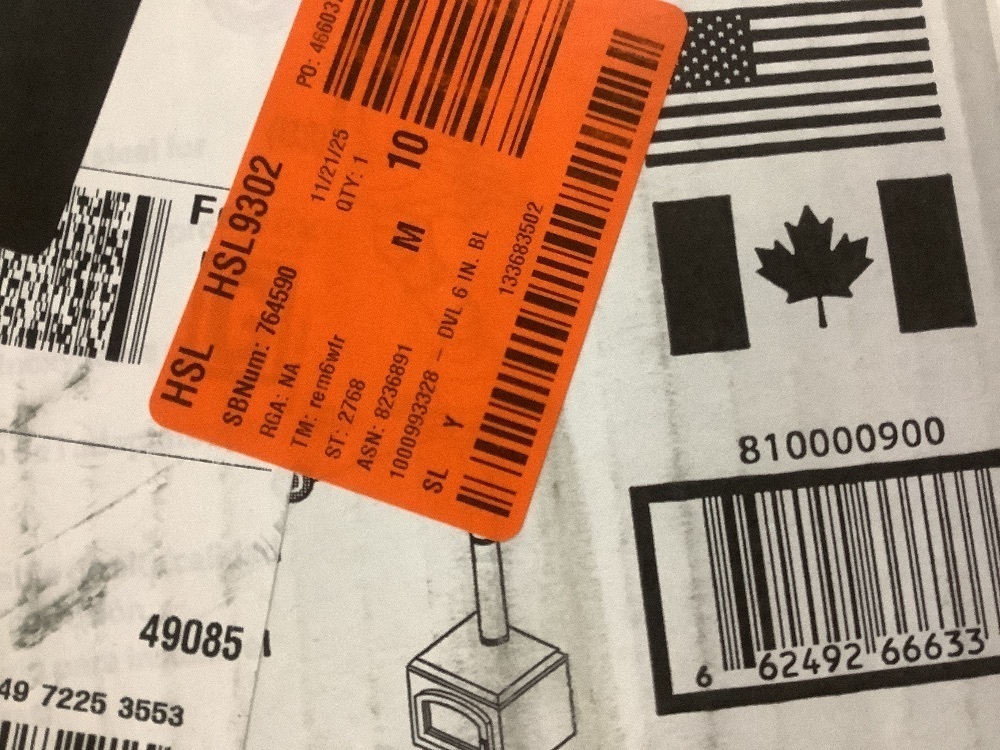 PO: 46603
11/21/25
QTY: 1
M 10
HSL HSL9302
SBNum: 764590
RGA: NA
TM: rem6wfr
ST: 2768
ASN: 8236891
1000993328 - DVL 6 IN. BL
SL Y
133683502
F
810000900
6 62492 66633
49085
49 7225 3553